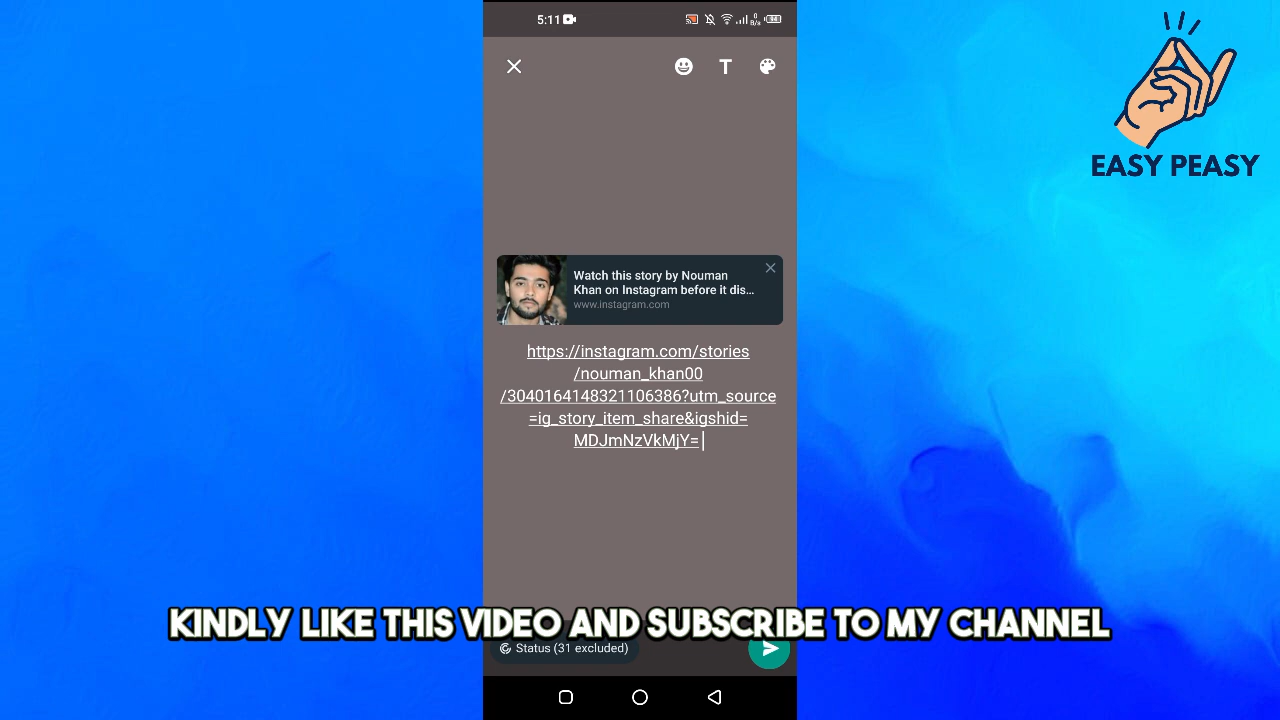 5:11
EASY PEASY
T
Watch this story by Nouman
Khan on Instagram before it dis...
www.instagram.com
https://instagram.com/stories
/nouman_khan00
/3040164148321106386?utm_source
=ig_story_item_share&igshid=
MDJmNzVkMjY=
KINDLY LIKE THIS VIDEO AND SUBSCRIBE TO MY CHANNEL
Status (31 excluded)